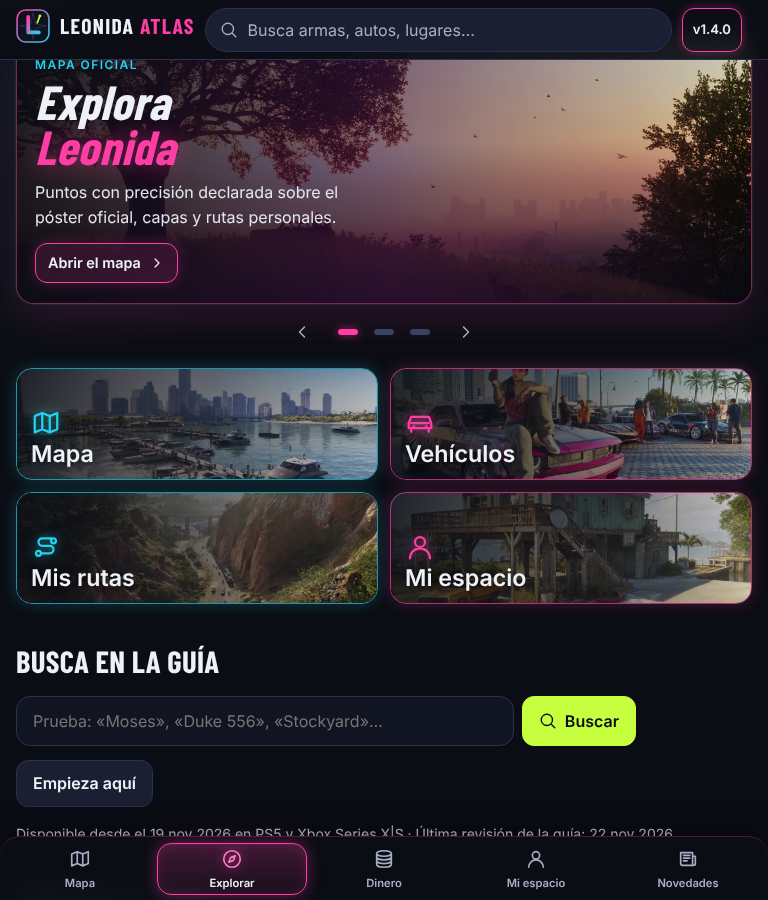 LEONIDA ATLAS
Busca armas, autos, lugares...
v1.4.0
MAPA OFICIAL
Explora
Leonida
Puntos con precisión declarada sobre el
póster oficial, capas y rutas personales.
Abrir el mapa
Mapa
Vehículos
Mis rutas
Mi espacio
BUSCA EN LA GUÍA
Prueba: «Moses», «Duke 556», «Stockyard»...
Buscar
Empieza aquí
Disponible desde el 19 nov 2026 en PS5 y Xbox Series X|S · Última revisión de la guía: 22 nov 2026
Mapa
Explorar
Dinero
Mi espacio
Novedades